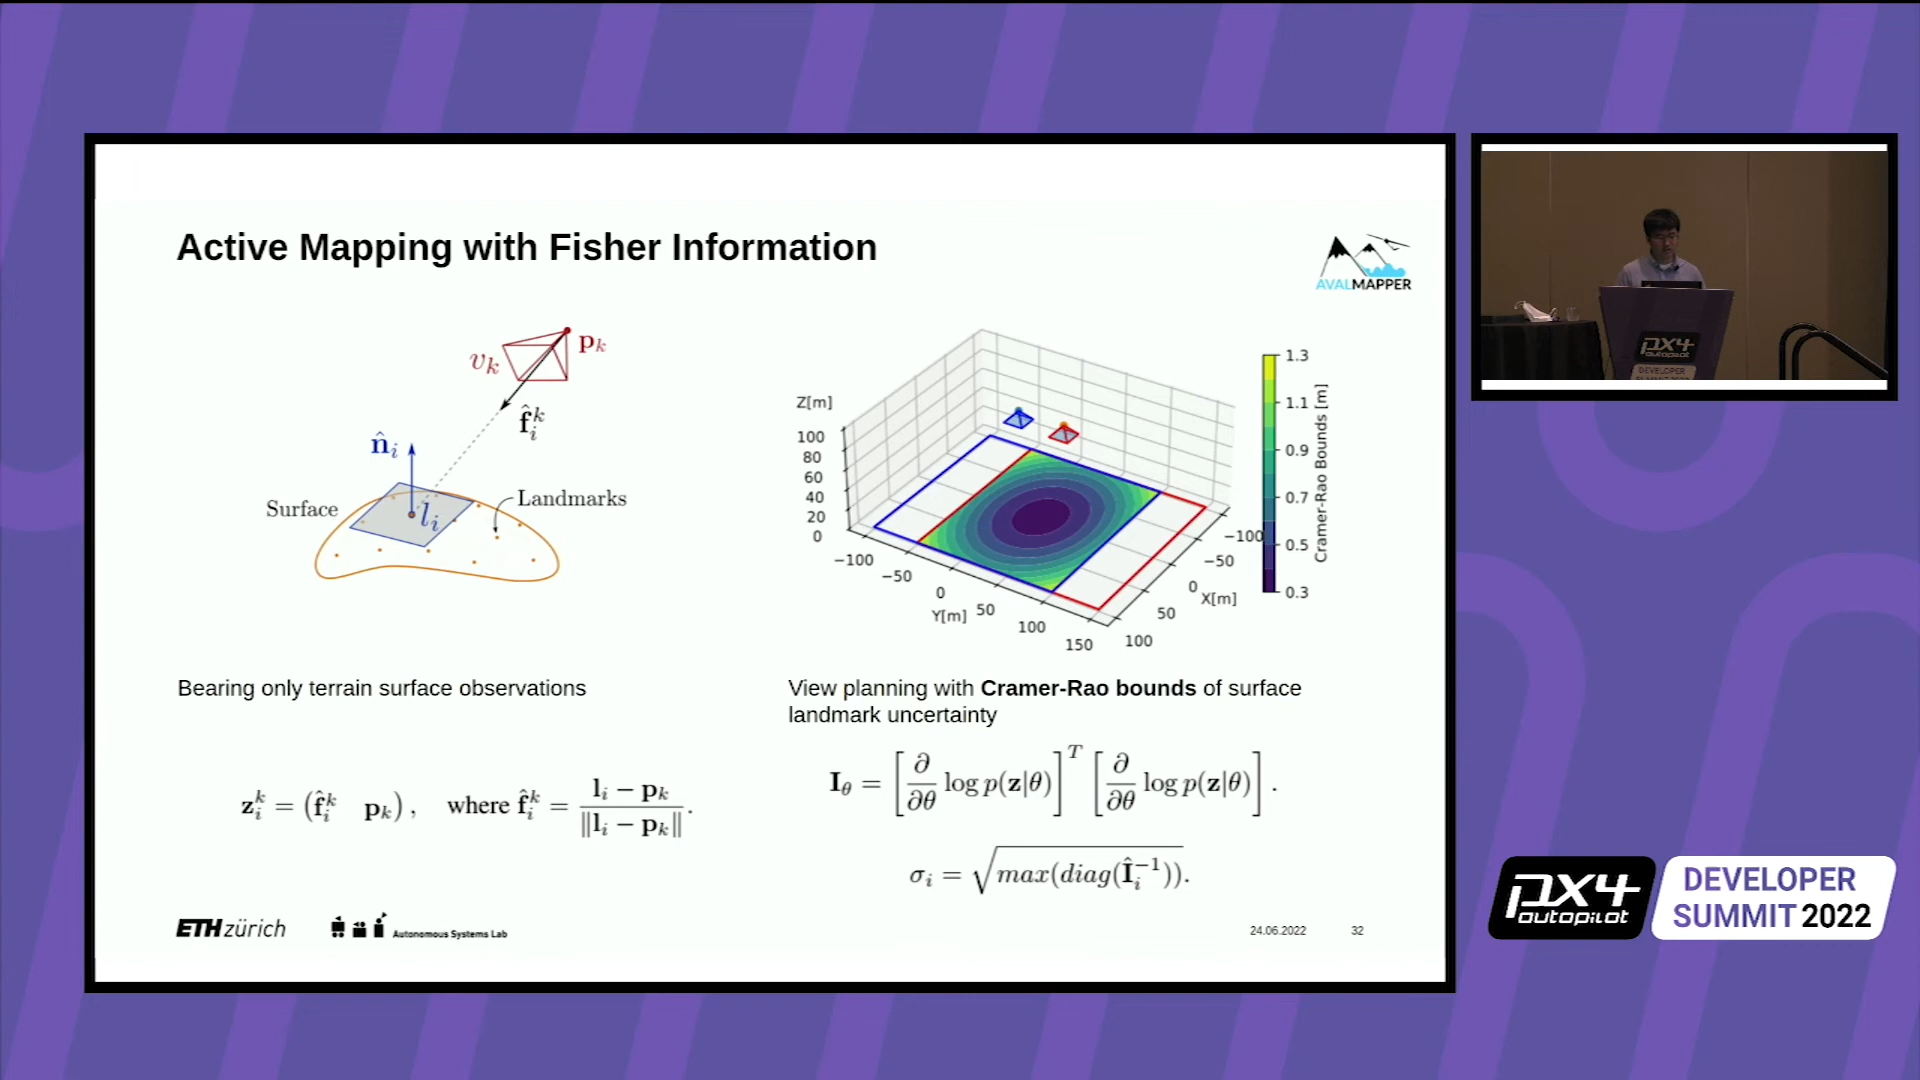 Active Mapping with Fisher Information
AVALMAPPER
v_k
p_k
f̂_i^k
n̂_i
Surface
l_i
Landmarks
Z[m]
100
80
60
40
20
0
−100
−50
0
50
100
150
Y[m]
−100
−50
0
50
100
X[m]
1.3
1.1
0.9
0.7
0.5
0.3
Cramer-Rao Bounds [m]
Bearing only terrain surface observations
z_i^k = (f̂_i^k p_k), where f̂_i^k = (l_i − p_k) / ‖l_i − p_k‖.
View planning with Cramer-Rao bounds of surface
landmark uncertainty
I_θ = [∂/∂θ log p(z|θ)]^T [∂/∂θ log p(z|θ)].
σ_i = √max(diag(Î_i^−1)).
ETH zürich
Autonomous Systems Lab
24.06.2022
32
px4
autopilot
DEVELOPER
px4
autopilot
DEVELOPER
SUMMIT 2022